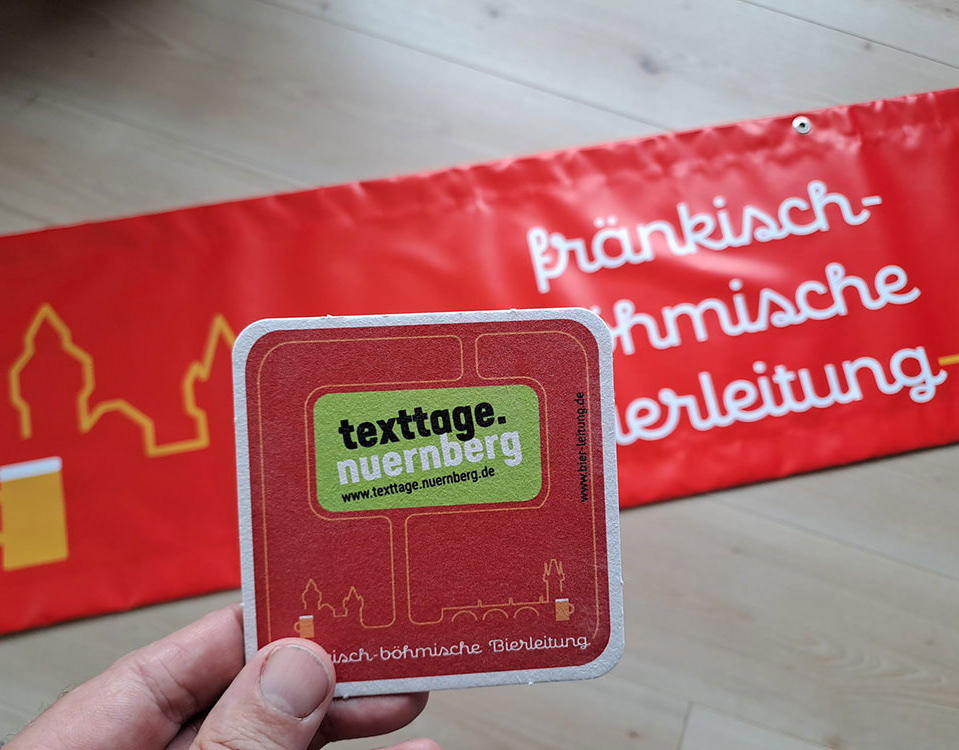 fränkisch-
öhmische
ierleitung
texttage.
nuernberg
www.texttage.nuernberg.de
www.bier-leitung.de
isch-böhmische Bierleitung